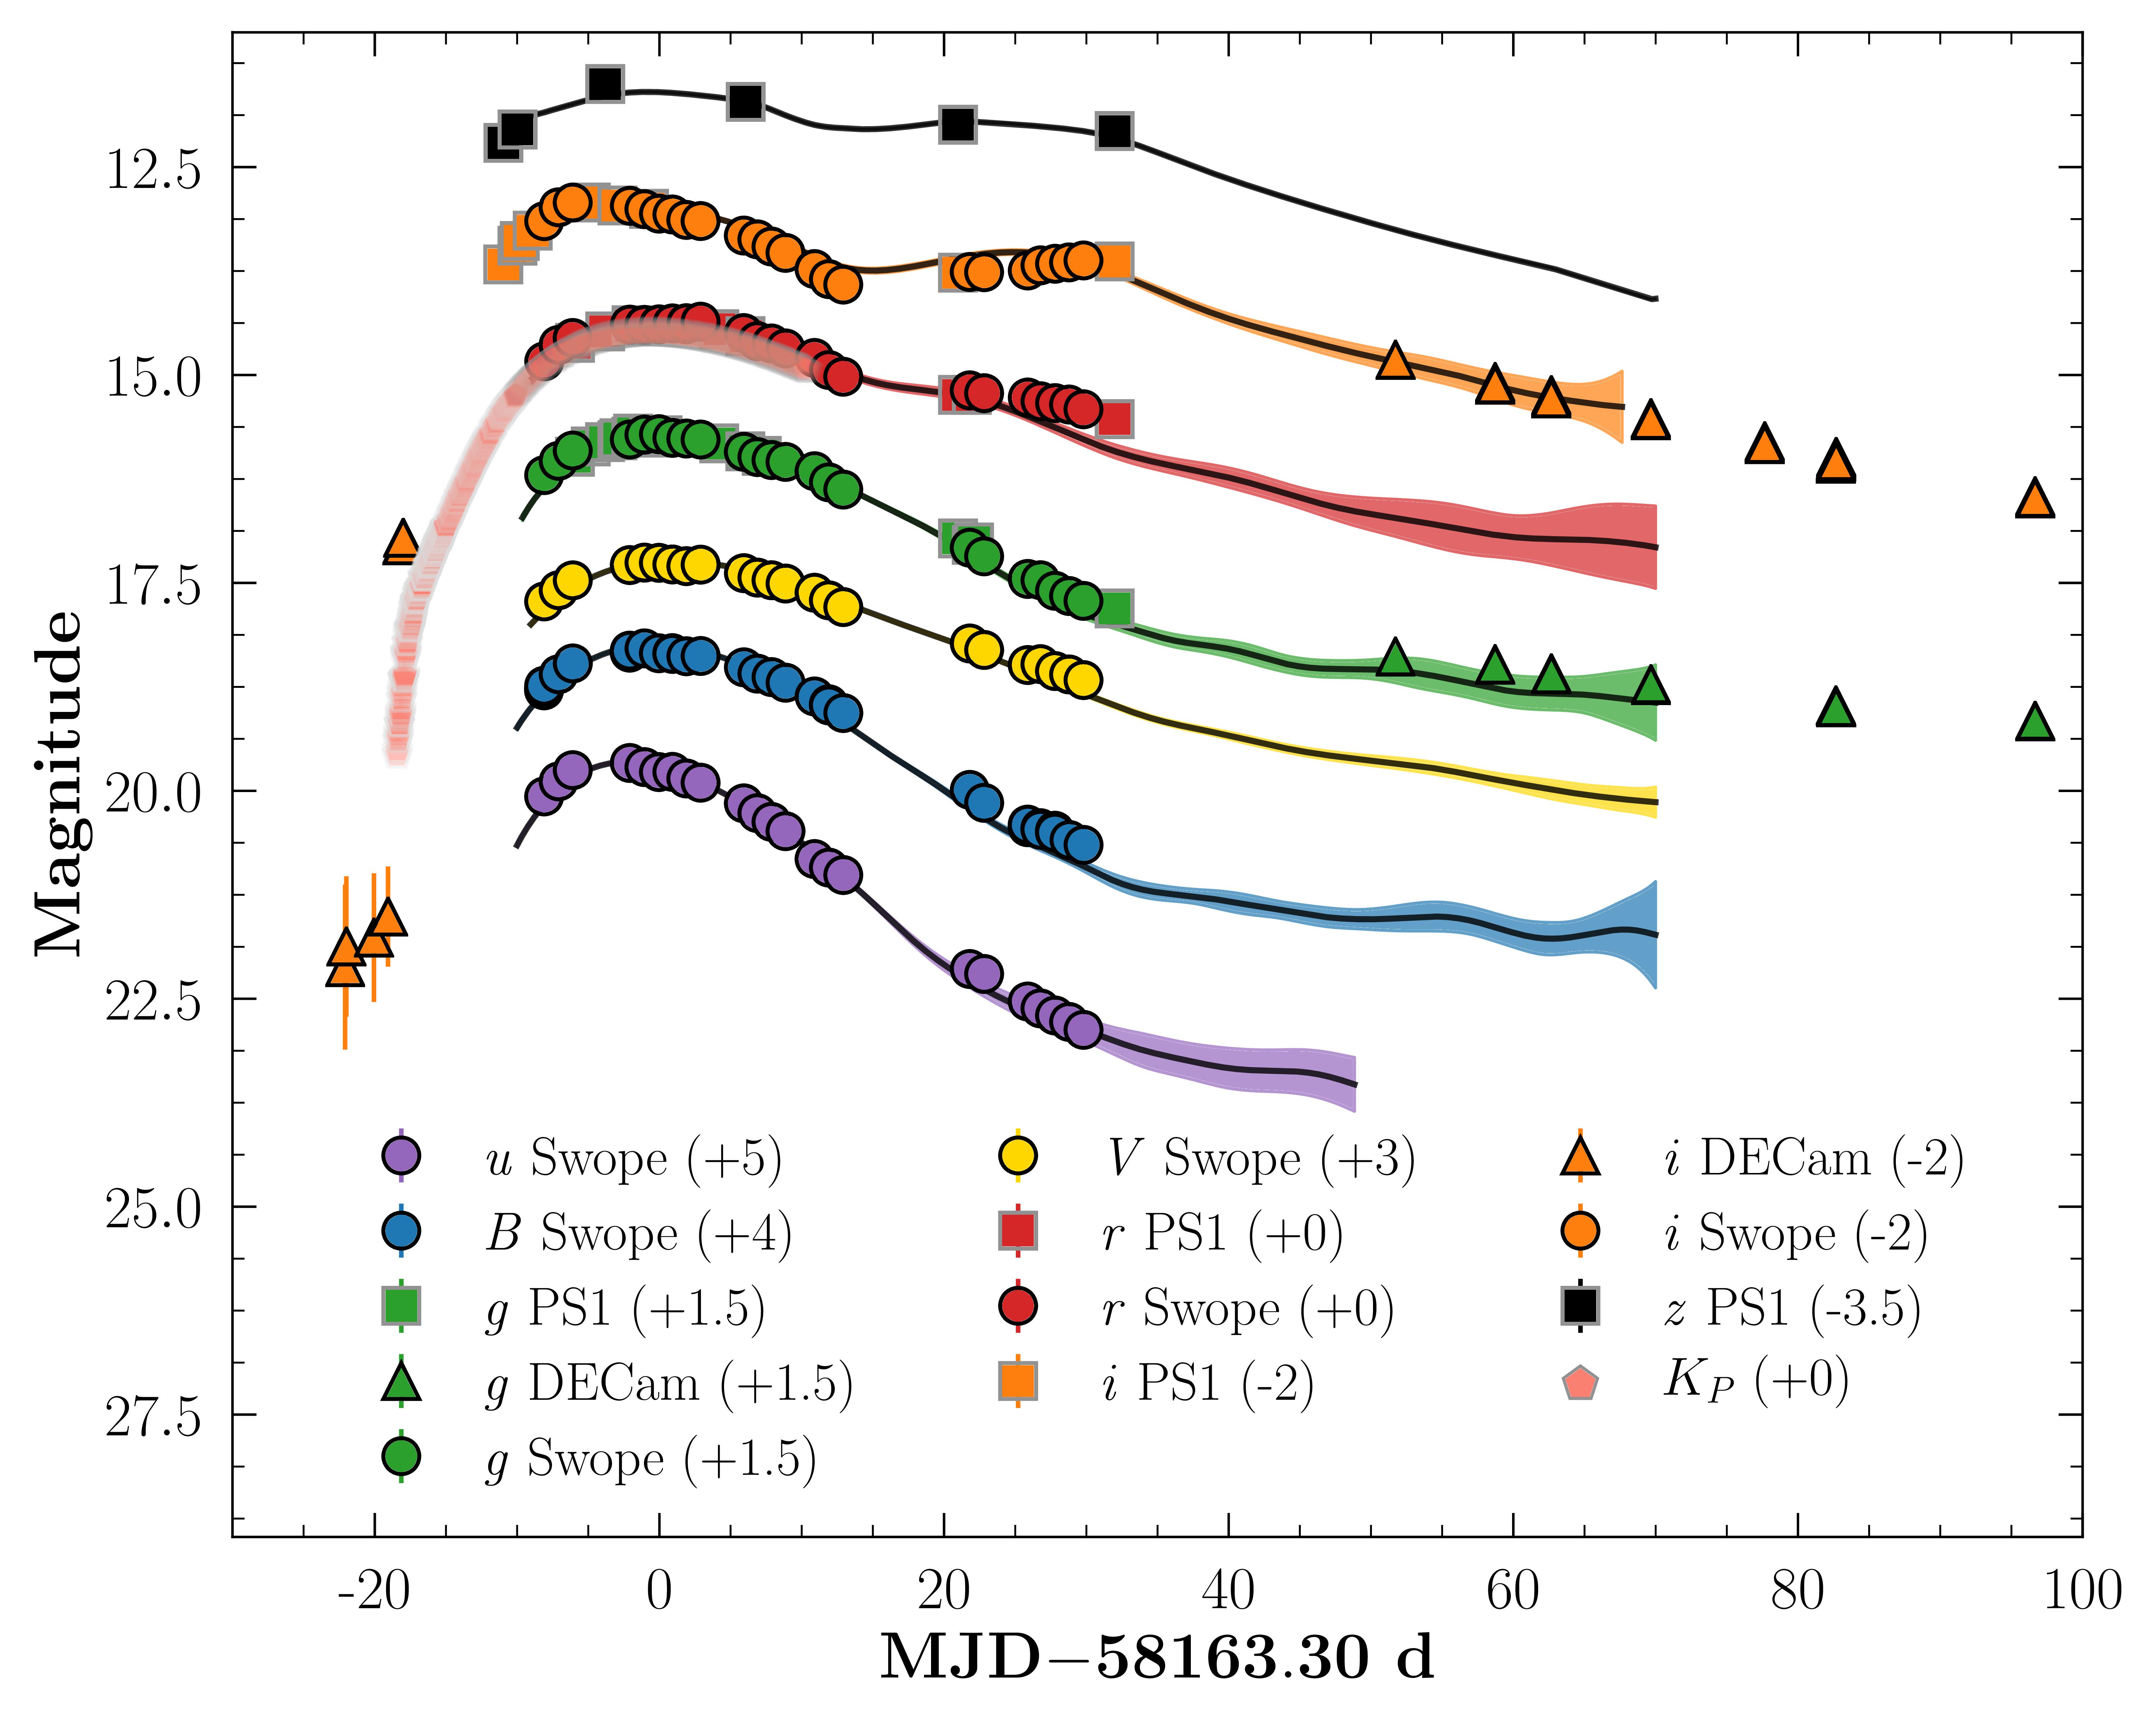 12.5
15.0
17.5
20.0
22.5
25.0
27.5
Magnitude
u Swope (+5)
B Swope (+4)
g PS1 (+1.5)
g DECam (+1.5)
g Swope (+1.5)
V Swope (+3)
r PS1 (+0)
r Swope (+0)
i PS1 (-2)
i DECam (-2)
i Swope (-2)
z PS1 (-3.5)
K_P (+0)
-20 0 20 40 60 80 100
MJD−58163.30 d